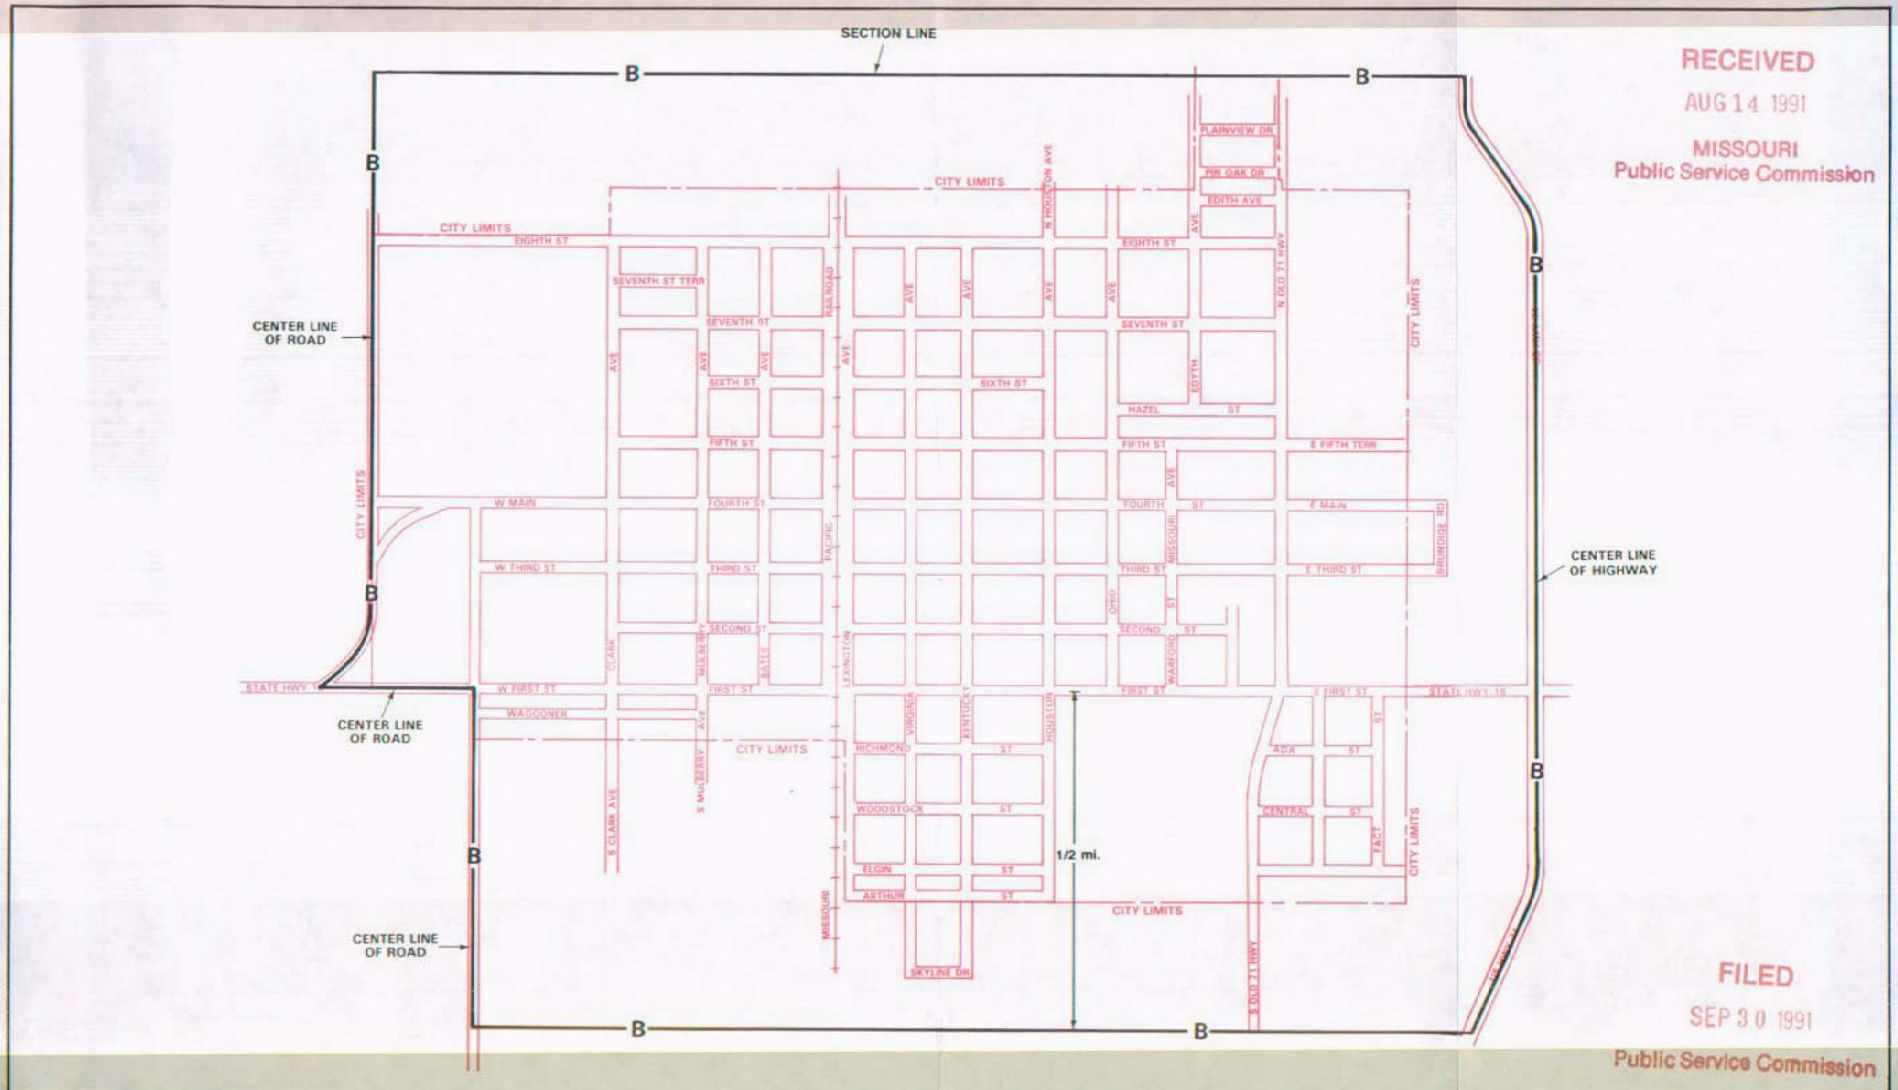 SECTION LINE
B
B
RECEIVED
AUG 14 1991
MISSOURI
Public Service Commission
PLAINVIEW DR
B
N HOUSTON AVE
PIN OAK DR
CITY LIMITS
EDITH AVE
AVE
CITY LIMITS
EIGHTH ST
EIGHTH ST
N OLD 71 HWY
B
SEVENTH ST TERR
RAILROAD
AVE
AVE
AVE
AVE
CITY LIMITS
SEVENTH ST
SEVENTH ST
CENTER LINE
OF ROAD
AVE
AVE
AVE
AVE
EDYTH
SIXTH ST
SIXTH ST
HAZEL ST
FIFTH ST
FIFTH ST
E FIFTH TERR
AVE
CITY LIMITS
W MAIN
FOURTH ST
FOURTH ST
E MAIN
PACIFIC
MISSOURI
BRUNDIGE RD
CENTER LINE
OF HIGHWAY
W THIRD ST
THIRD ST
THIRD ST
E THIRD ST
B
OHIO
ST
SECOND ST
SECOND ST
CLARK
MULBERRY
BATES
LEXINGTON
WARFORD
STATE HWY
W FIRST ST
FIRST ST
FIRST ST
E FIRST ST
STATE HWY 18
WAGGONER
AVE
VIRGINIA
KENTUCKY
HOUSTON
ST
CENTER LINE
OF ROAD
CITY LIMITS
RICHMOND ST
ADA ST
B
S MULBERRY
WOODSTOCK ST
CENTRAL ST
S CLARK AVE
FACT
CITY LIMITS
B
1/2 mi.
ELGIN ST
ARTHUR ST
CITY LIMITS
MISSOURI
CENTER LINE
OF ROAD
SKYLINE DR
S OLD 71 HWY
FILED
SEP 30 1991
B
B
Public Service Commission